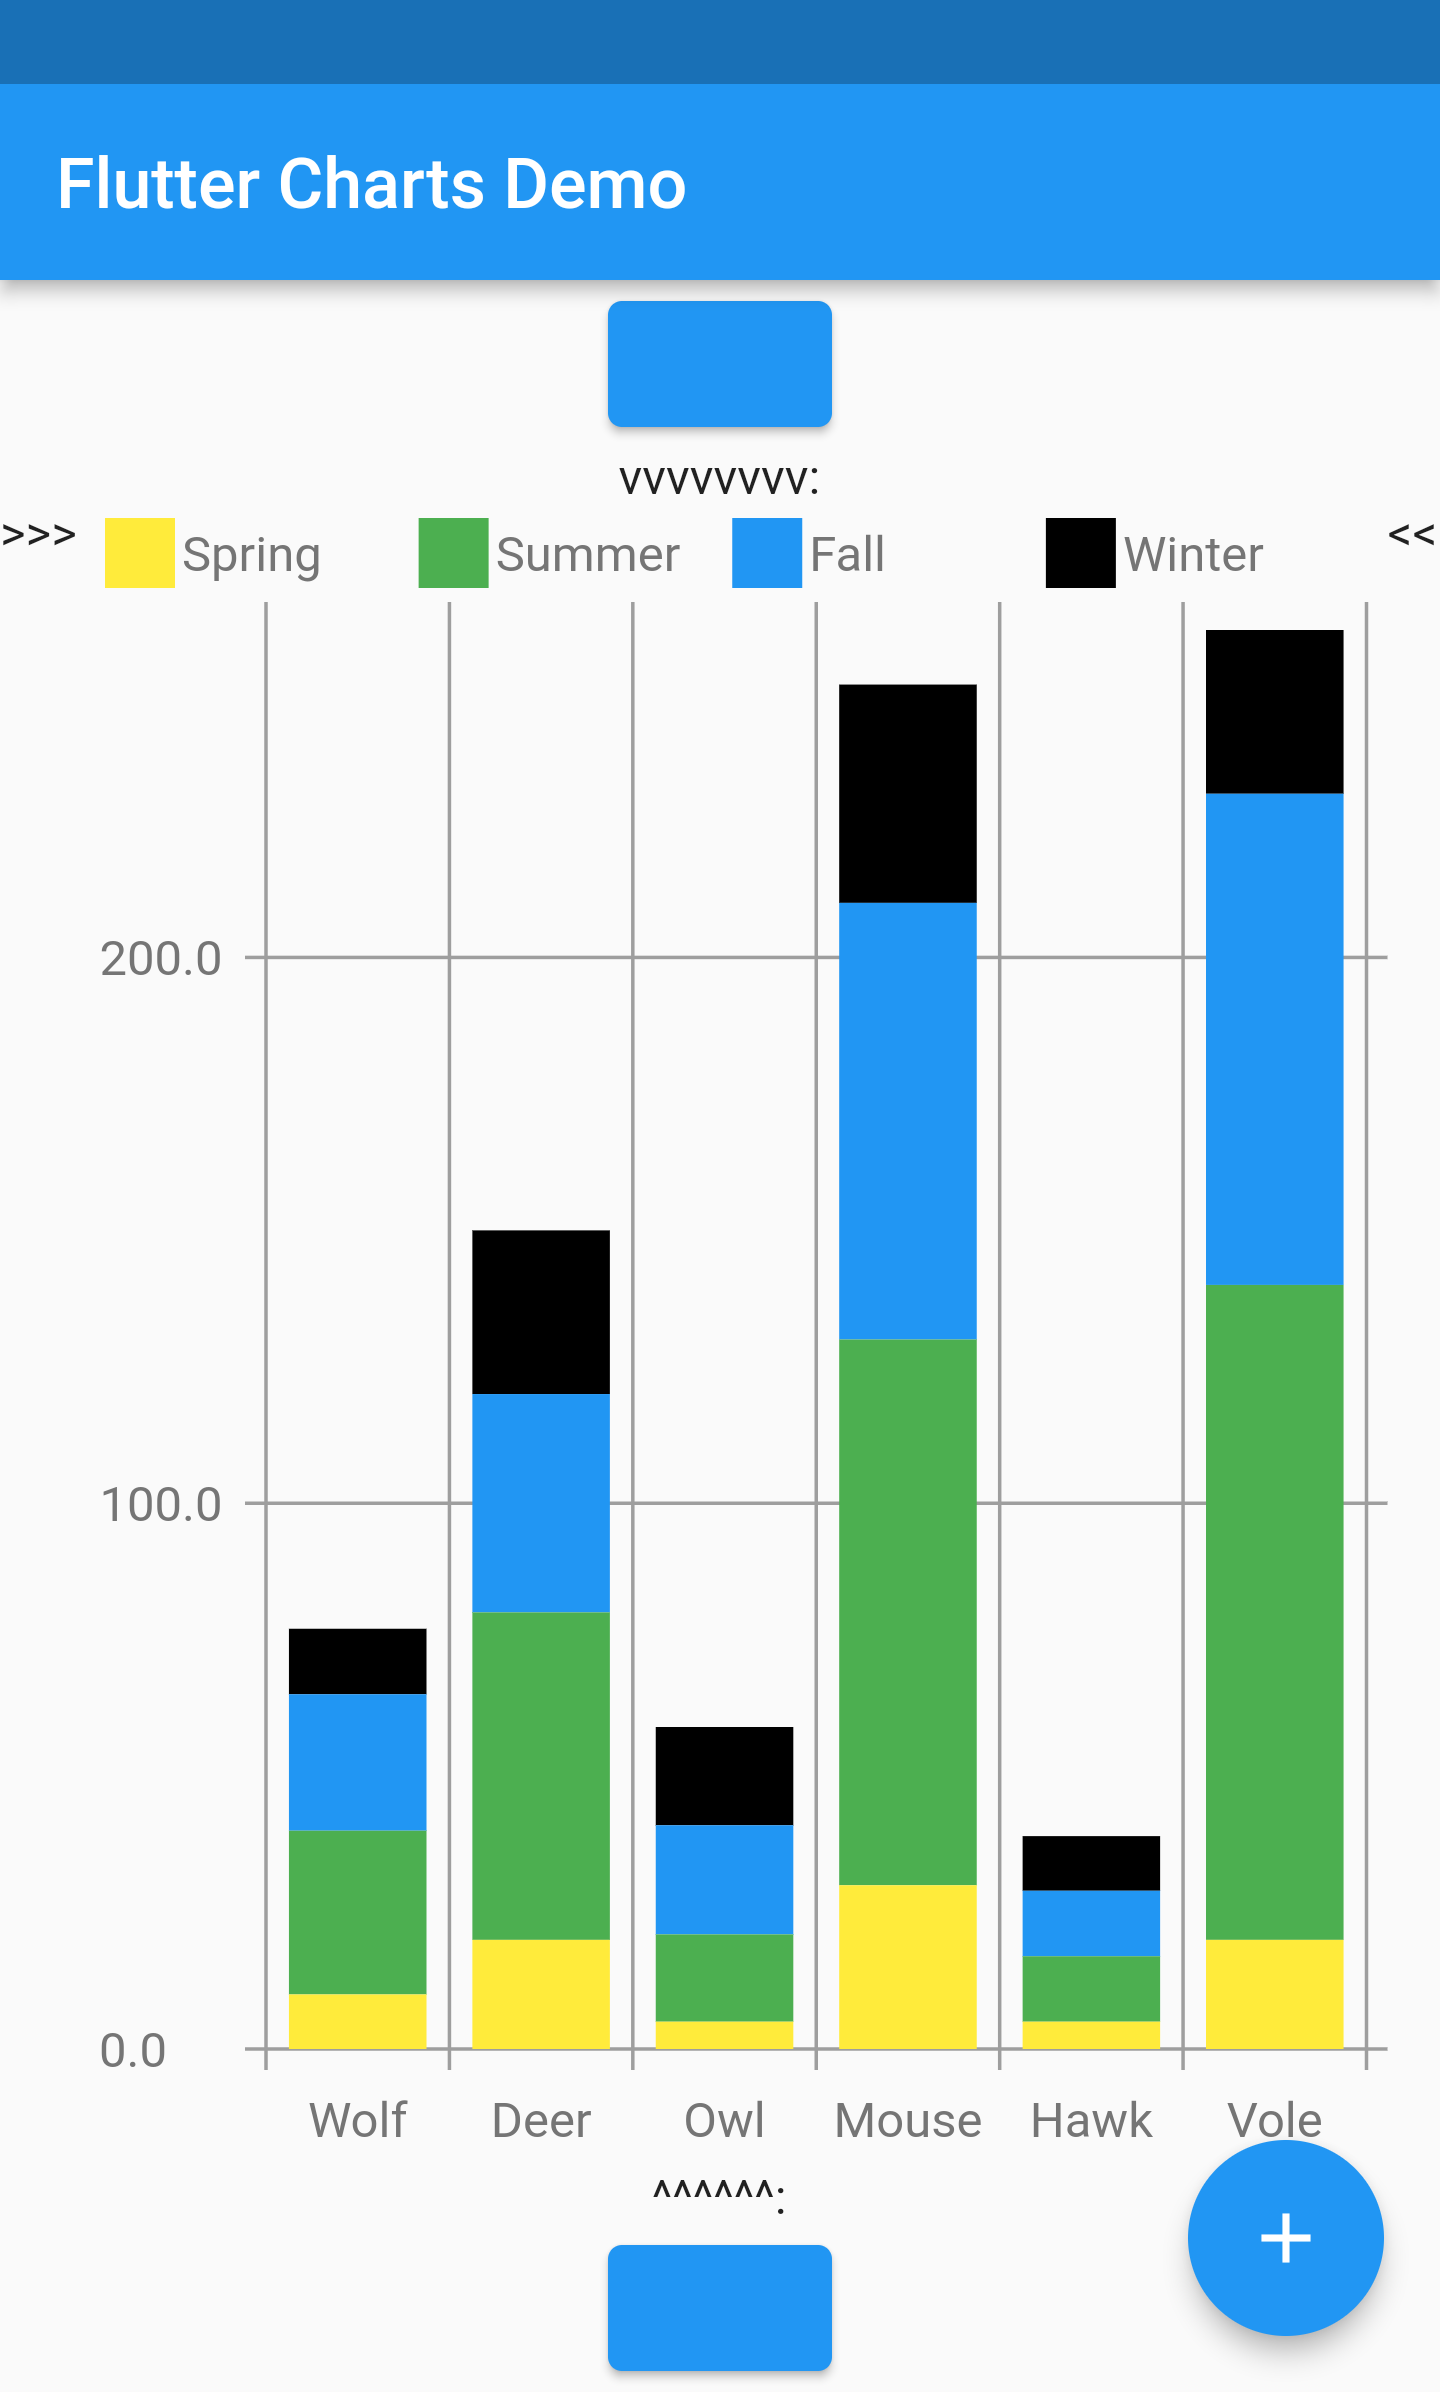 Flutter Charts Demo
vvvvvvvv:
>>> Spring Summer Fall Winter <<
200.0
100.0
0.0
Wolf Deer Owl Mouse Hawk Vole
^^^^^^:
+